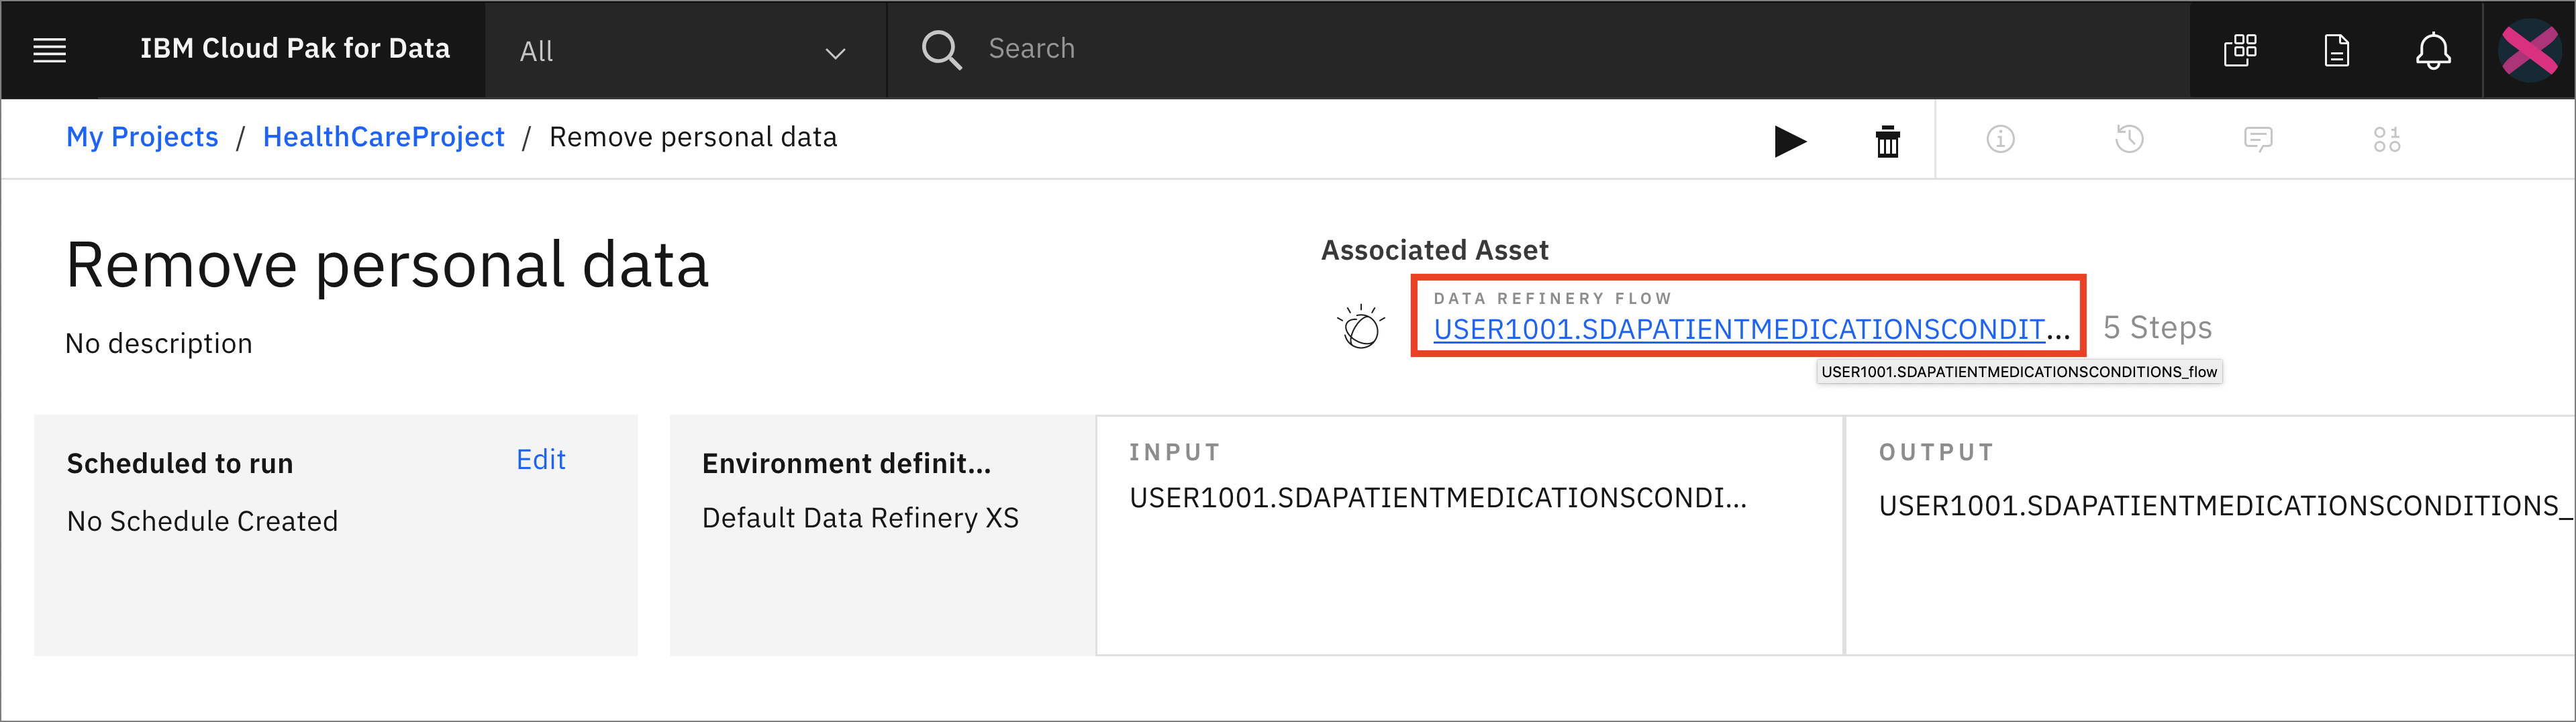 IBM Cloud Pak for Data
All
Search
My Projects / HealthCareProject / Remove personal data
Remove personal data
No description
Associated Asset
DATA REFINERY FLOW
USER1001.SDAPATIENTMEDICATIONSCONDIT...
5 Steps
USER1001.SDAPATIENTMEDICATIONSCONDITIONS_flow
Scheduled to run
Edit
No Schedule Created
Environment definit...
Default Data Refinery XS
INPUT
USER1001.SDAPATIENTMEDICATIONSCONDI...
OUTPUT
USER1001.SDAPATIENTMEDICATIONSCONDITIONS_